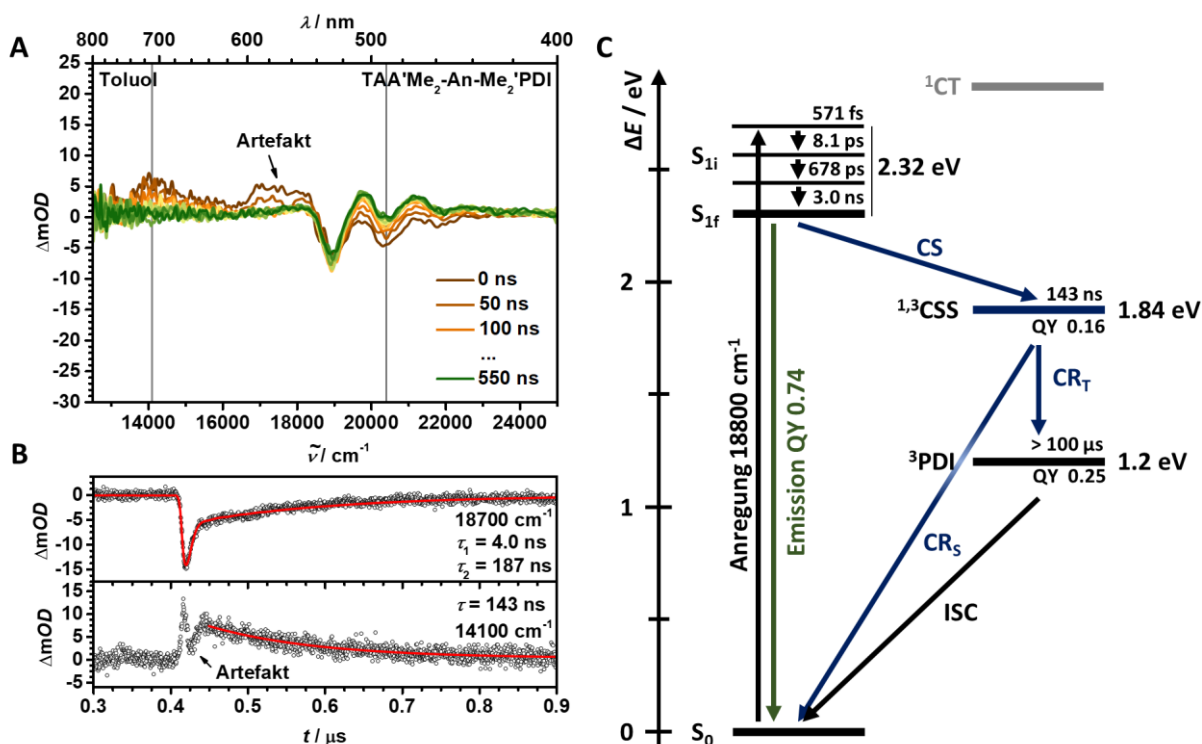 A
λ / nm
800 700 600 500 400
Toluol
TAA'Me₂-An-Me₂'PDI
Artefakt
ΔmOD
25
20
15
10
5
0
-5
-10
-15
-20
-25
-30
0 ns
50 ns
100 ns
...
550 ns
14000 16000 18000 20000 22000 24000
ṽ / cm⁻¹
B
ΔmOD
0
-5
-10
-15
18700 cm⁻¹
τ₁ = 4.0 ns
τ₂ = 187 ns
ΔmOD
15
10
5
0
-5
τ = 143 ns
14100 cm⁻¹
Artefakt
0.3 0.4 0.5 0.6 0.7 0.8 0.9
t / µs
C
ΔE / eV
2
1
0
¹CT
571 fs
8.1 ps
S₁ᵢ
678 ps
2.32 eV
3.0 ns
S₁f
CS
143 ns
¹,³CSS
1.84 eV
QY 0.16
CR_T
> 100 µs
³PDI
1.2 eV
QY 0.25
CR_S
ISC
Anregung 18800 cm⁻¹
Emission QY 0.74
S₀